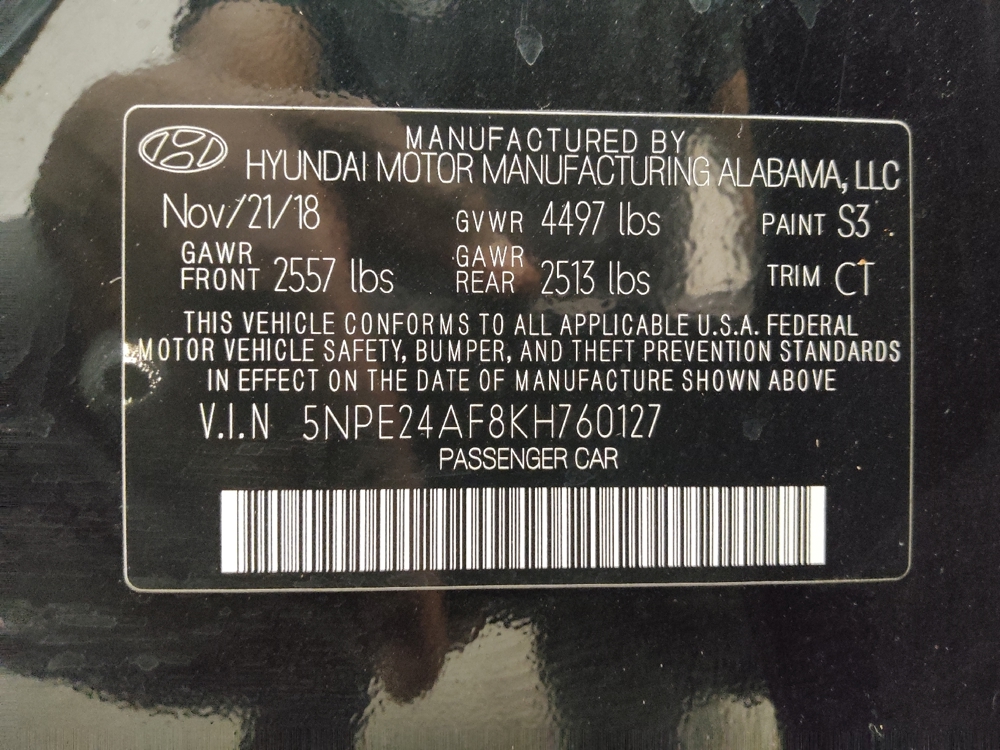 MANUFACTURED BY
HYUNDAI MOTOR MANUFACTURING ALABAMA, LLC
Nov/21/18 GVWR 4497 lbs PAINT S3
GAWR FRONT 2557 lbs GAWR REAR 2513 lbs TRIM CT
THIS VEHICLE CONFORMS TO ALL APPLICABLE U.S.A. FEDERAL
MOTOR VEHICLE SAFETY, BUMPER, AND THEFT PREVENTION STANDARDS
IN EFFECT ON THE DATE OF MANUFACTURE SHOWN ABOVE
V.I.N 5NPE24AF8KH760127
PASSENGER CAR